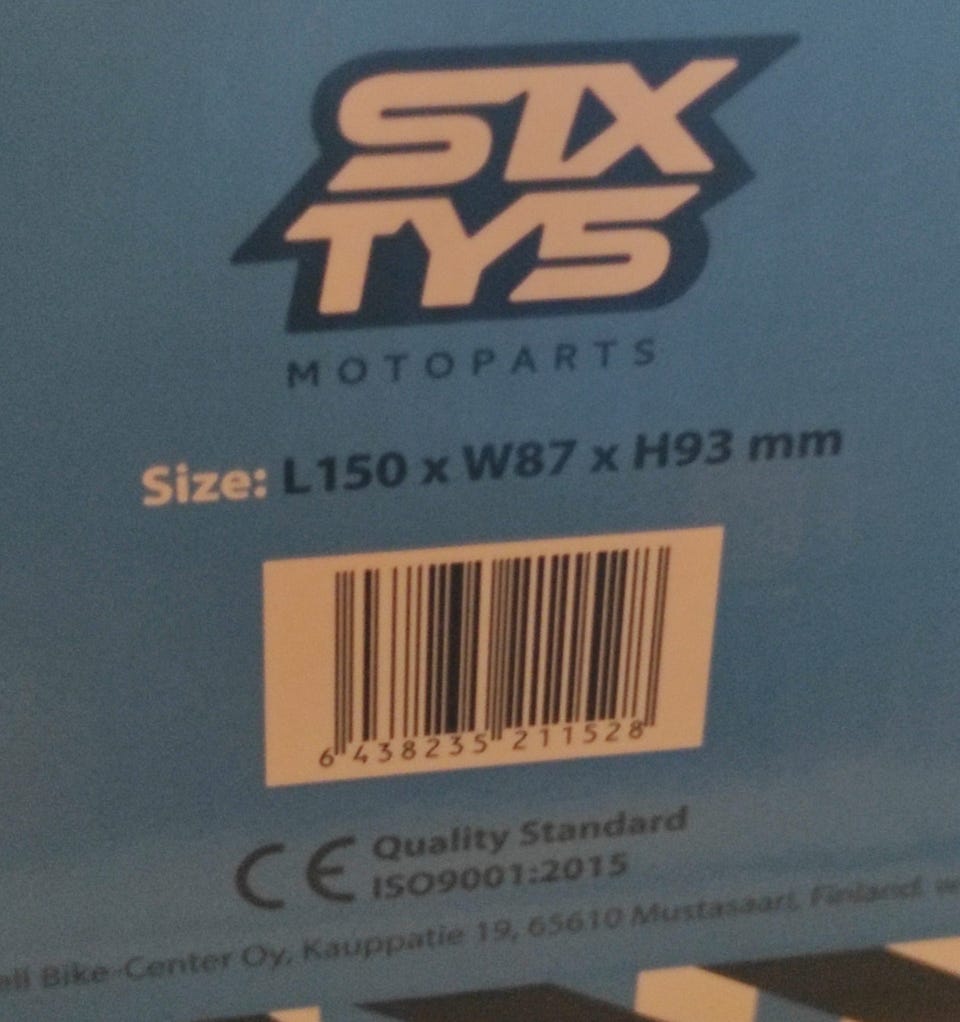 SIX
TY5
MOTOPARTS
Size: L150 x W87 x H93 mm
6 438235 211528
CE Quality Standard
ISO9001:2015
Bike-Center Oy, Kauppatie 19, 65610 Mustasaari, Finland.